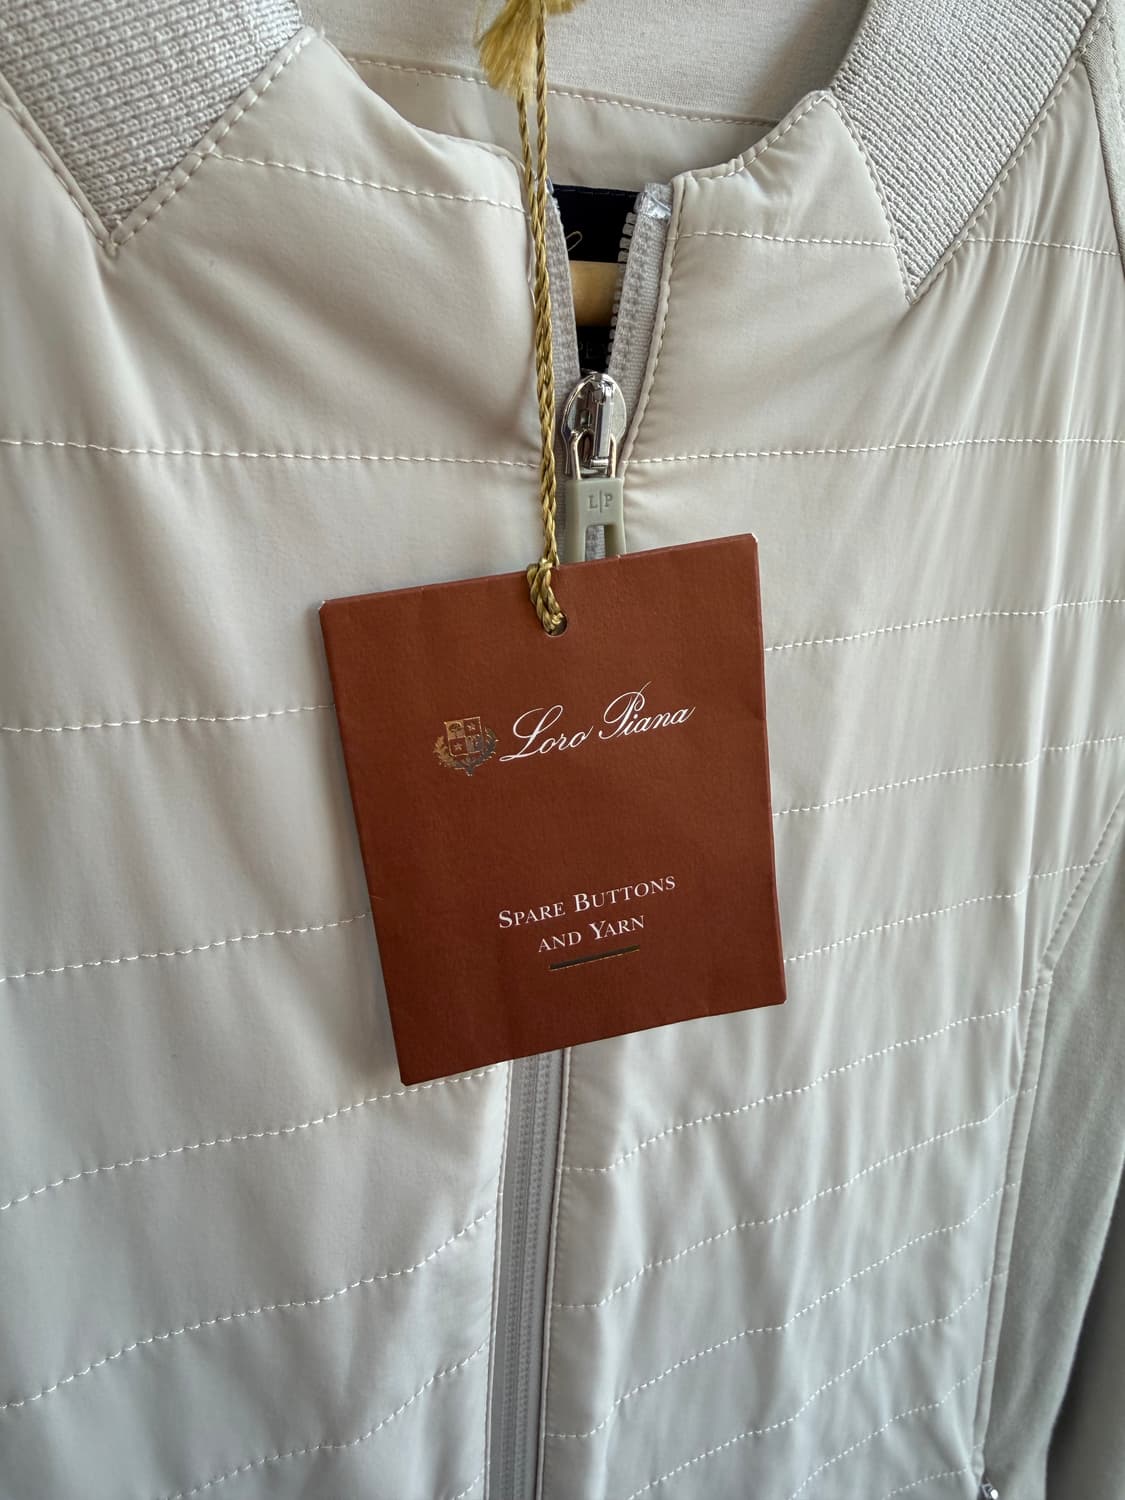 L|P
Loro Piana
SPARE BUTTONS
AND YARN